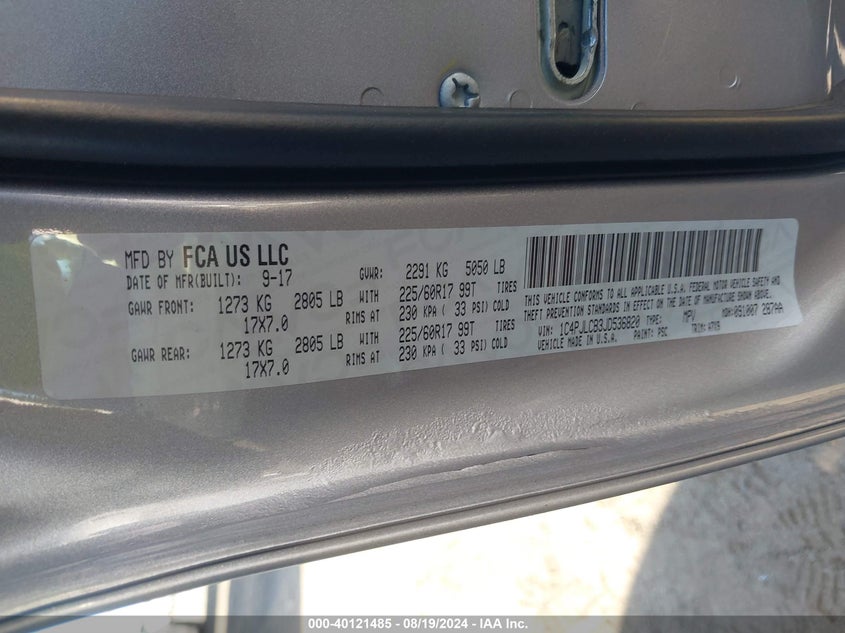 MFD BY FCA US LLC
DATE OF MFR(BUILT): 9-17 GVWR: 2291 KG 5050 LB
GAWR FRONT: 1273 KG 2805 LB WITH 225/60R17 99T TIRES
17X7.0 RIMS AT 230 KPA ( 33 PSI) COLD
GAWR REAR: 1273 KG 2805 LB WITH 225/60R17 99T TIRES
17X7.0 RIMS AT 230 KPA ( 33 PSI) COLD
THIS VEHICLE CONFORMS TO ALL APPLICABLE U.S.A. FEDERAL MOTOR VEHICLE SAFETY AND
THEFT PREVENTION STANDARDS IN EFFECT ON THE DATE OF MANUFACTURE SHOWN ABOVE.
VIN: 1C4PJLCB3JD536820 TYPE: MPV MDH: 091007 287AA
VEHICLE MADE IN U.S.A. PAINT: PSC TRIM: A7X9
000-40121485 - 08/19/2024 - IAA Inc.